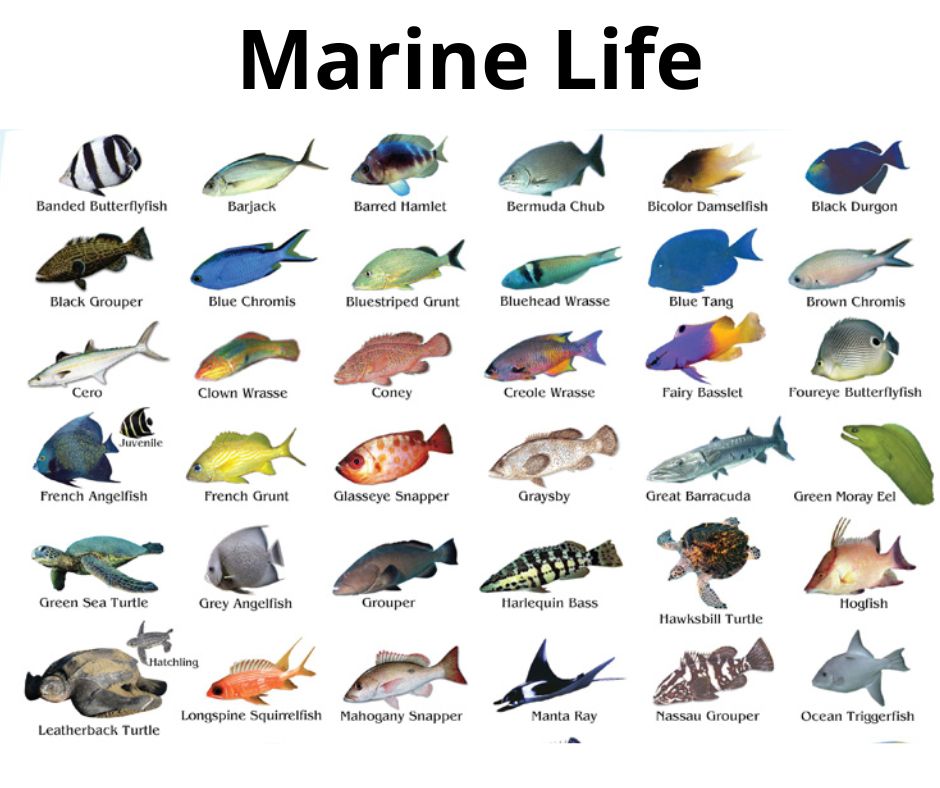 Marine Life
Banded Butterflyfish
Barjack
Barred Hamlet
Bermuda Chub
Bicolor Damselfish
Black Durgon
Black Grouper
Blue Chromis
Bluestriped Grunt
Bluehead Wrasse
Blue Tang
Brown Chromis
Cero
Clown Wrasse
Coney
Creole Wrasse
Fairy Basslet
Foureye Butterflyfish
Juvenile
French Angelfish
French Grunt
Glasseye Snapper
Graysby
Great Barracuda
Green Moray Eel
Green Sea Turtle
Grey Angelfish
Grouper
Harlequin Bass
Hawksbill Turtle
Hogfish
Hatchling
Leatherback Turtle
Longspine Squirrelfish
Mahogany Snapper
Manta Ray
Nassau Grouper
Ocean Triggerfish